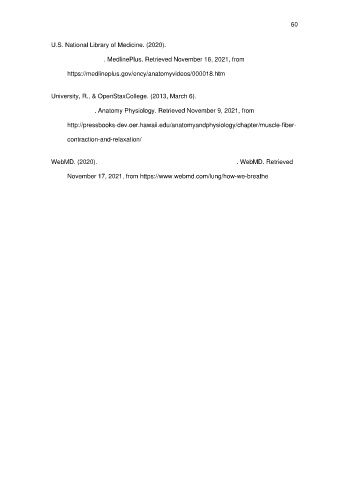 60
U.S. National Library of Medicine. (2020).
. MedlinePlus. Retrieved November 16, 2021, from
https://medlineplus.gov/ency/anatomyvideos/000018.htm
University, R., & OpenStaxCollege. (2013, March 6).
. Anatomy Physiology. Retrieved November 9, 2021, from
http://pressbooks-dev.oer.hawaii.edu/anatomyandphysiology/chapter/muscle-fiber-
contraction-and-relaxation/
WebMD. (2020). . WebMD. Retrieved
November 17, 2021, from https://www.webmd.com/lung/how-we-breathe